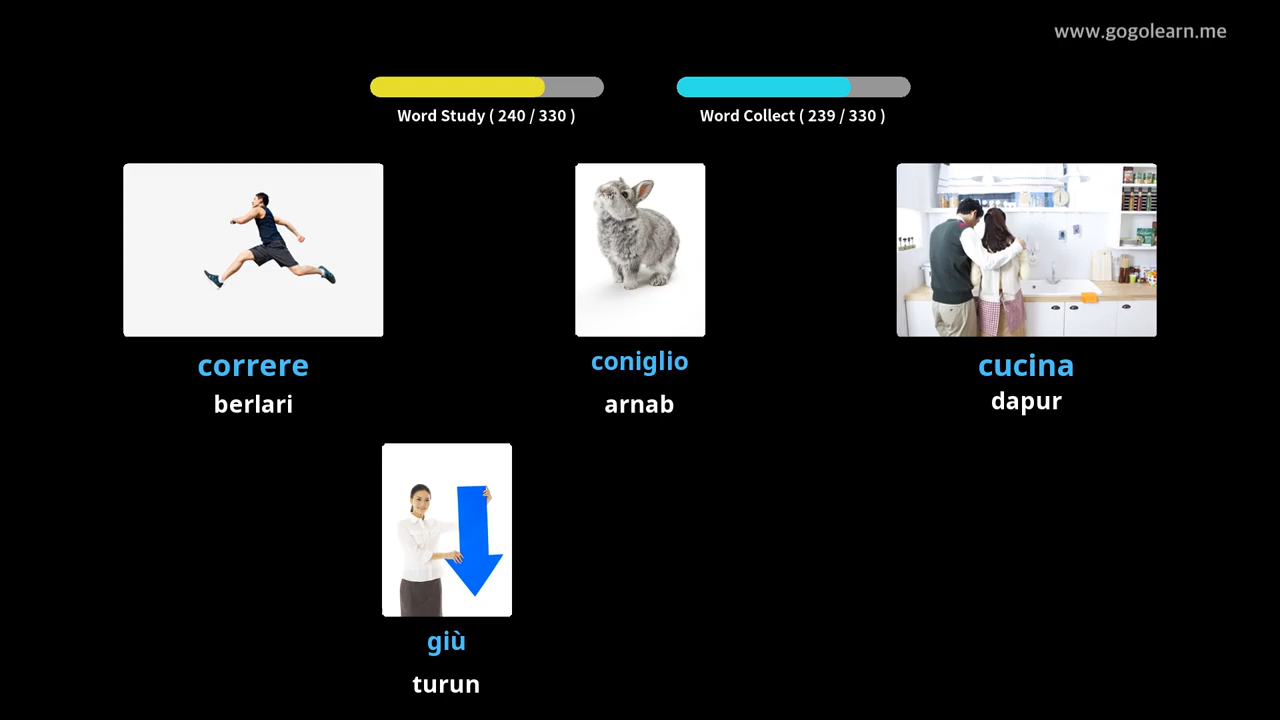 www.gogolearn.me
Word Study ( 240 / 330 )
Word Collect ( 239 / 330 )
correre
berlari
coniglio
arnab
cucina
dapur
giù
turun